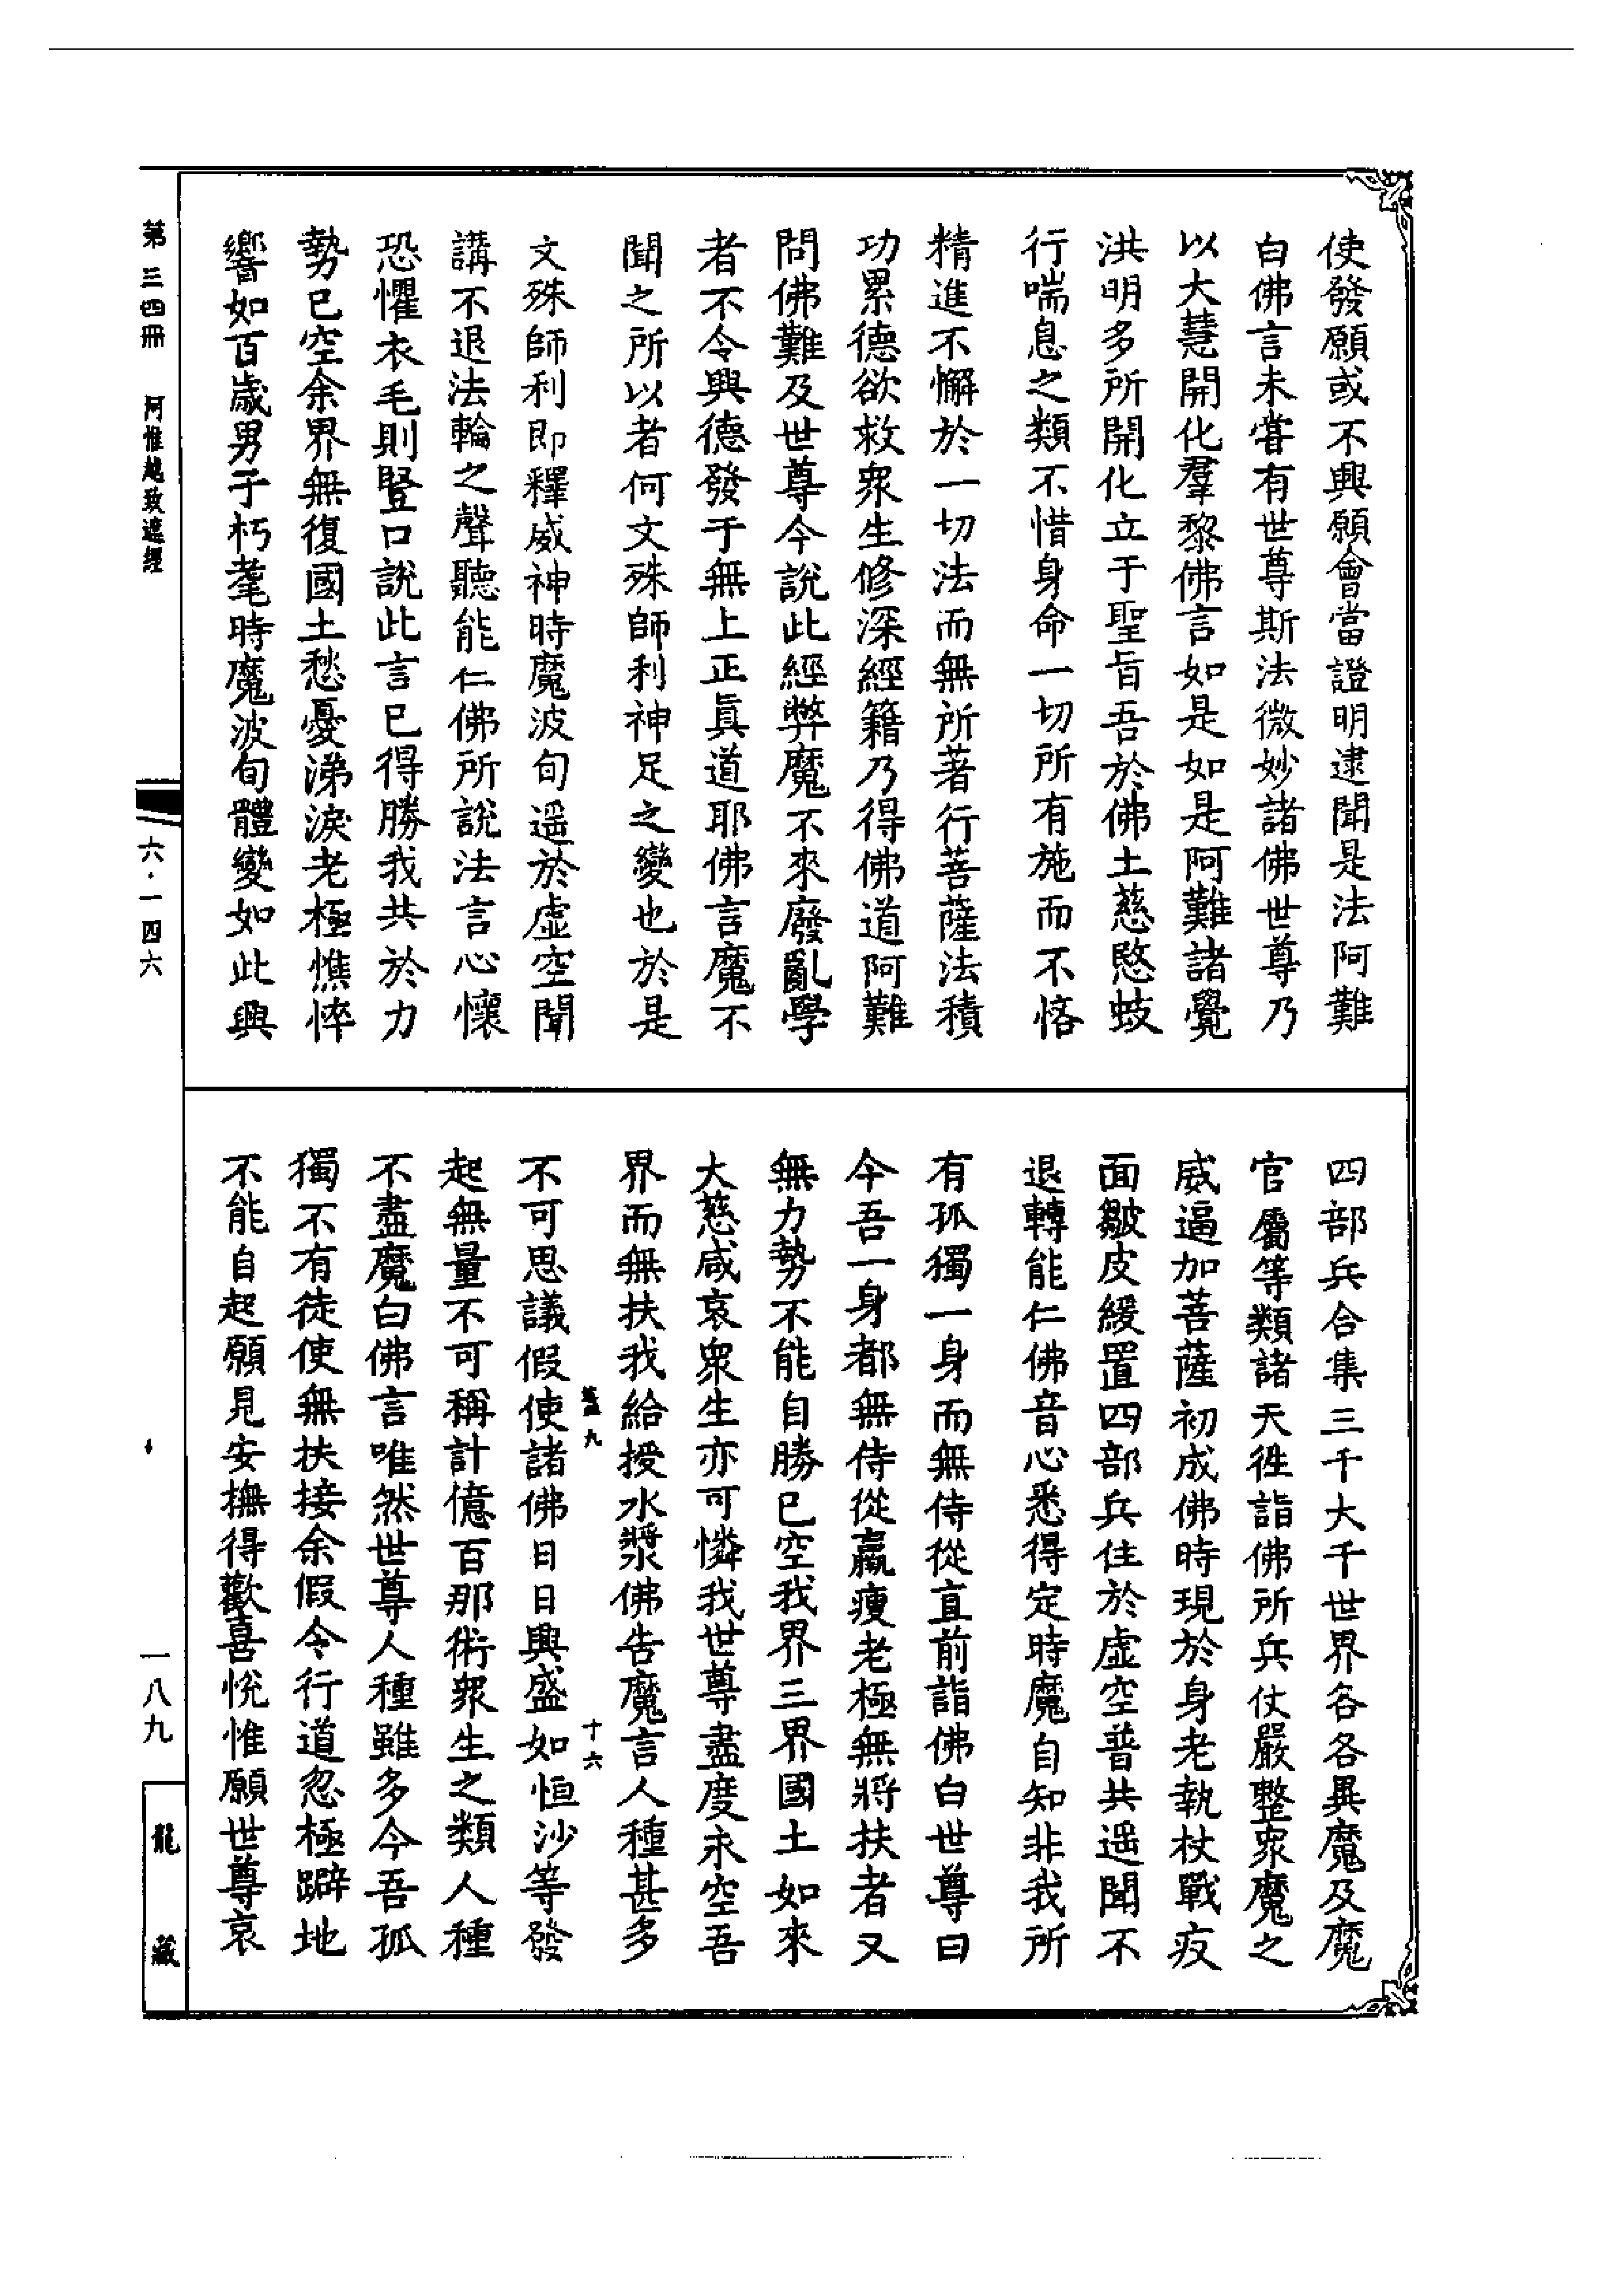 使發願或不興願會當證明逮聞是法阿難
白佛言未甞有世尊斯法微妙諸佛世尊乃
以大慧開化羣黎佛言如是如是阿難諸覺
洪明多所開化立于聖旨吾於佛土慈愍蚑
行喘息之類不惜身命一切所有施而不悋
精進不懈於一切法而無所著行菩薩法積
功累德欲救衆生修深經籍乃得佛道阿難
問佛難及世尊今說此經弊魔不來廢亂學
者不令興德發于無上正眞道耶佛言魔不
聞之所以者何文殊師利神足之變也於是
文殊師利即釋威神時魔波旬遥於虛空聞
講不退法輪之聲聽能仁佛所說法言心懷
恐懼衣毛則豎口說此言已得勝我共於力
勢已空余界無復國土愁憂涕淚老極憔悴
響如百歲男子朽耄時魔波旬體變如此興
四部兵合集三千大千世界各各異魔及魔
官屬等類諸天徃詣佛所兵仗嚴整衆魔之
威逼加菩薩初成佛時現於身老執杖戰疲
面皺皮緩置四部兵住於虛空普共遥聞不
退轉能仁佛音心悉得定時魔自知非我所
有孤獨一身而無侍從直前詣佛白世尊曰
今吾一身都無侍從羸瘦老極無將扶者又
無力勢不能自勝已空我界三界國土如來
大慈咸哀衆生亦可憐我世尊盡度永空吾
界而無扶我給授水漿佛告魔言人種甚多
不可思議假使諸佛日日興盛如恒沙等發
起無量不可稱計億百那術衆生之類人種
不盡魔白佛言唯然世尊人種雖多今吾孤
獨不有徒使無扶接余假令行道忽極躃地
不能自起願見安撫得歡喜悅惟願世尊哀
九
十六
第三四冊
阿惟越致遮經
六·一四六
一八九
龍藏